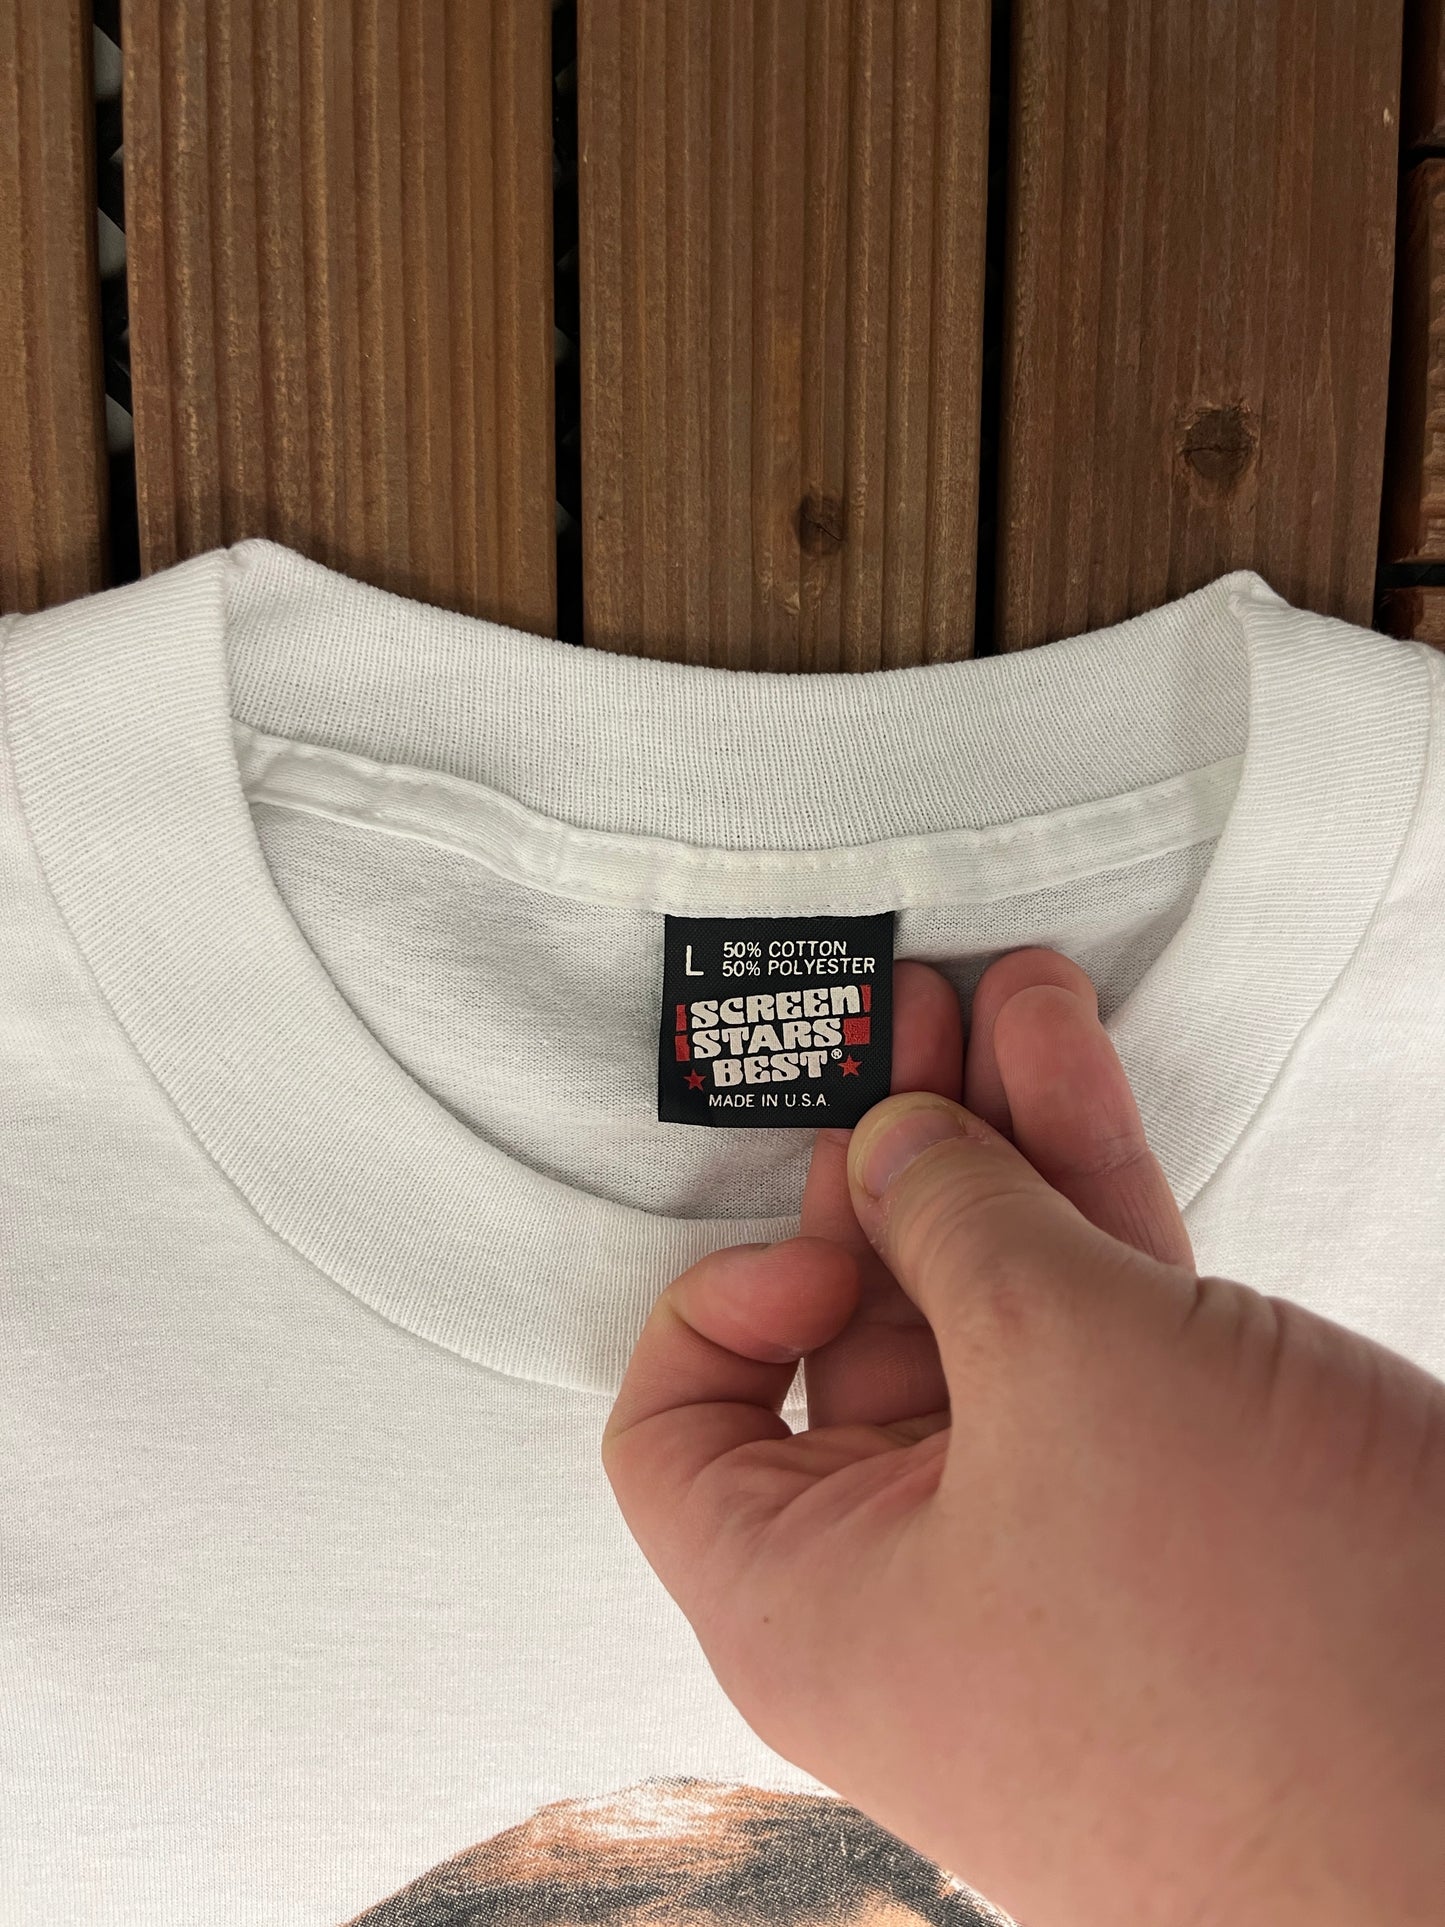 L 50% COTTON
50% POLYESTER
SCREEN
STARS
BEST®
MADE IN U.S.A.